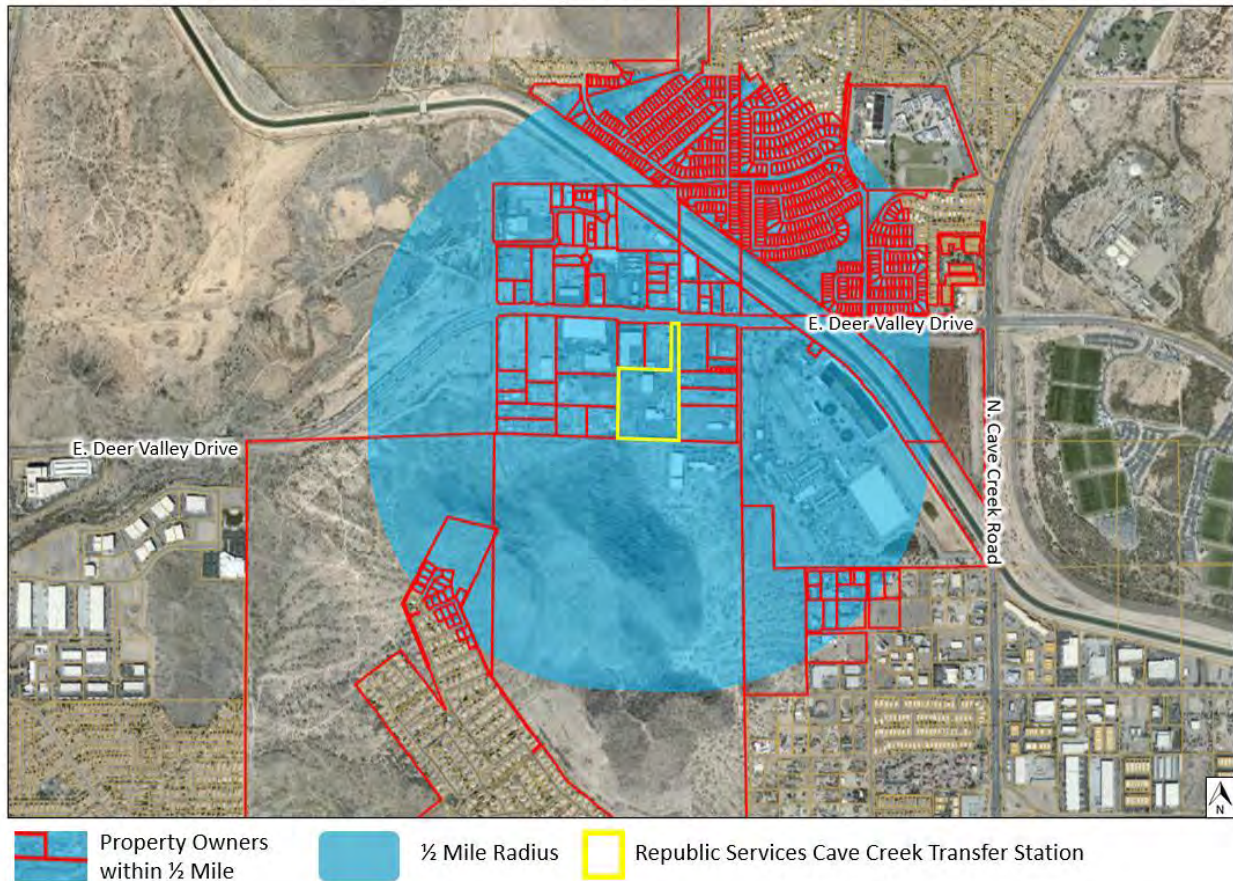 E. Deer Valley Drive
E. Deer Valley Drive
N. Cave Creek Road
N
Property Owners
within ½ Mile
½ Mile Radius
Republic Services Cave Creek Transfer Station